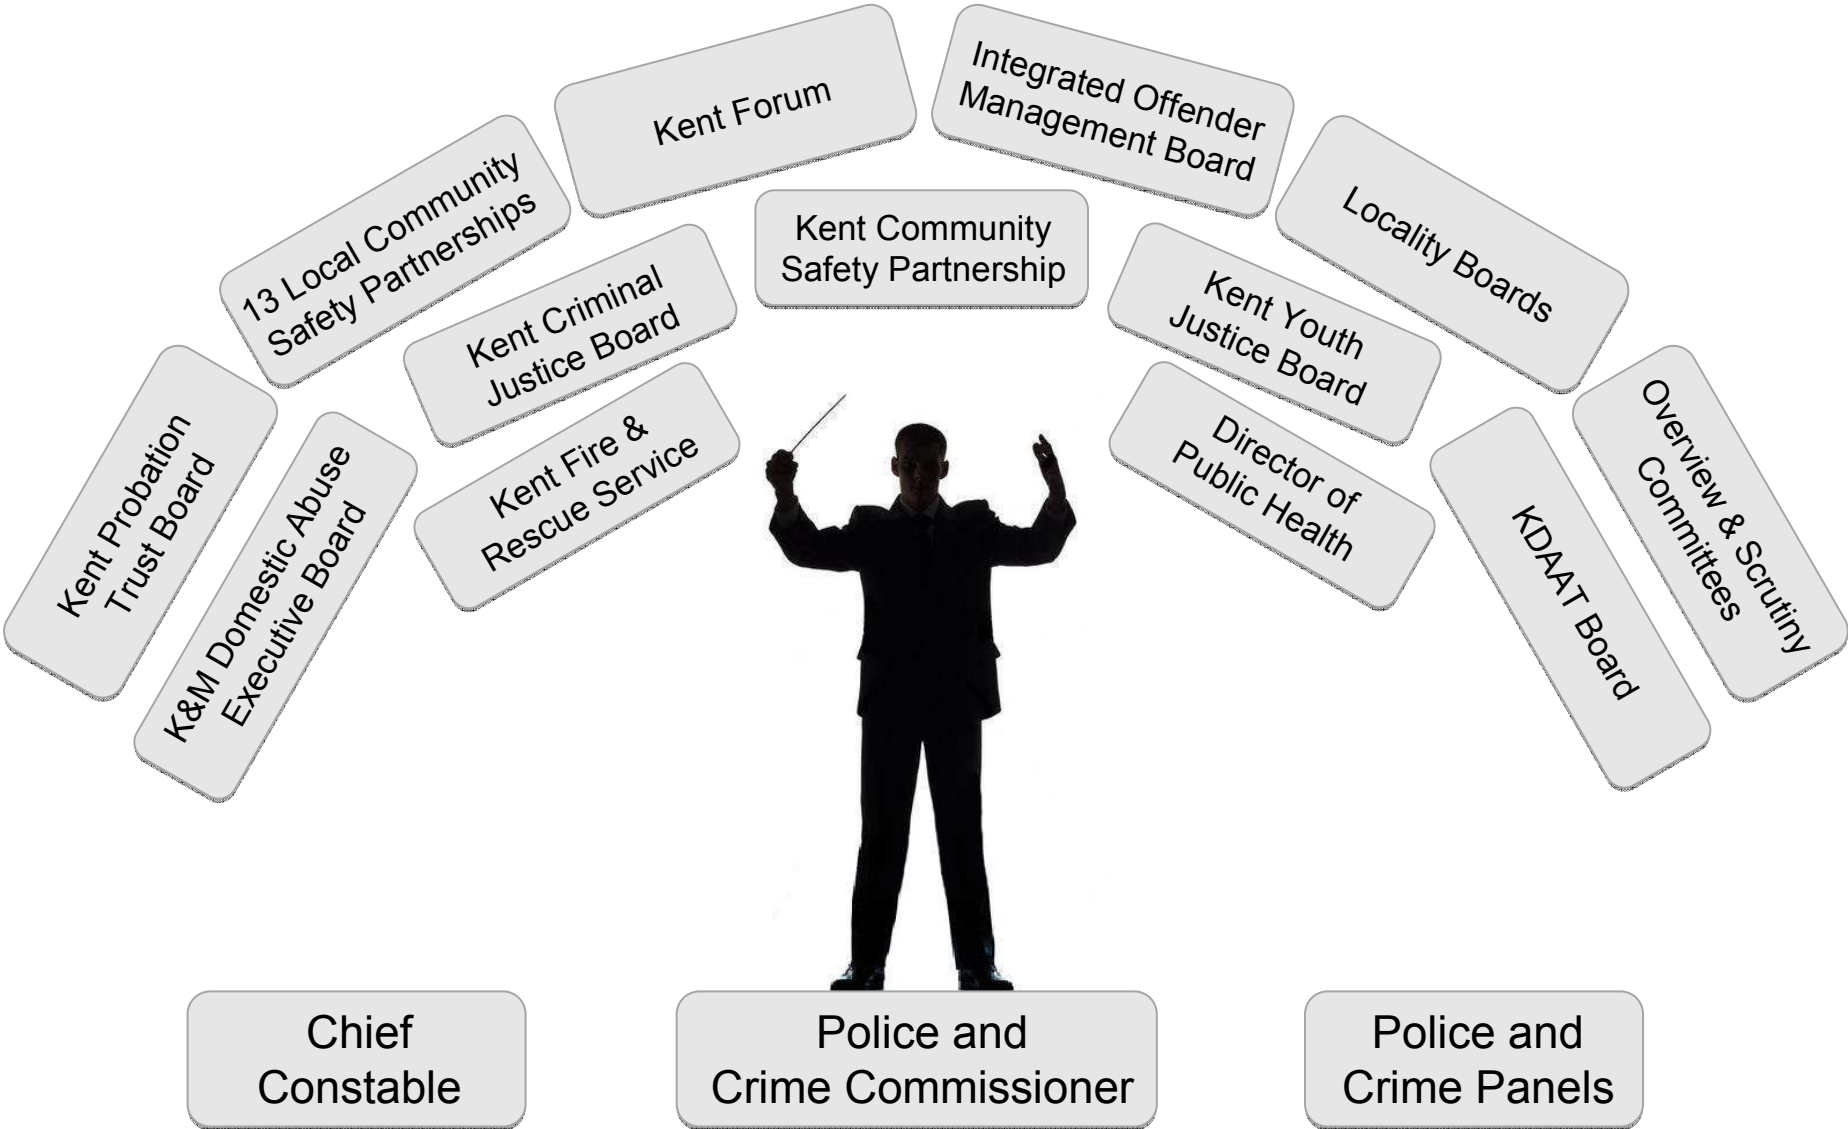 Kent Forum
Integrated Offender
Management Board
13 Local Community
Safety Partnerships
Locality Boards
Kent Community
Safety Partnership
Kent Criminal
Justice Board
Kent Youth
Justice Board
Kent Probation
Trust Board
K&M Domestic Abuse
Executive Board
Kent Fire &
Rescue Service
Director of
Public Health
KDAAT Board
Overview & Scrutiny
Committees
Chief
Constable
Police and
Crime Commissioner
Police and
Crime Panels